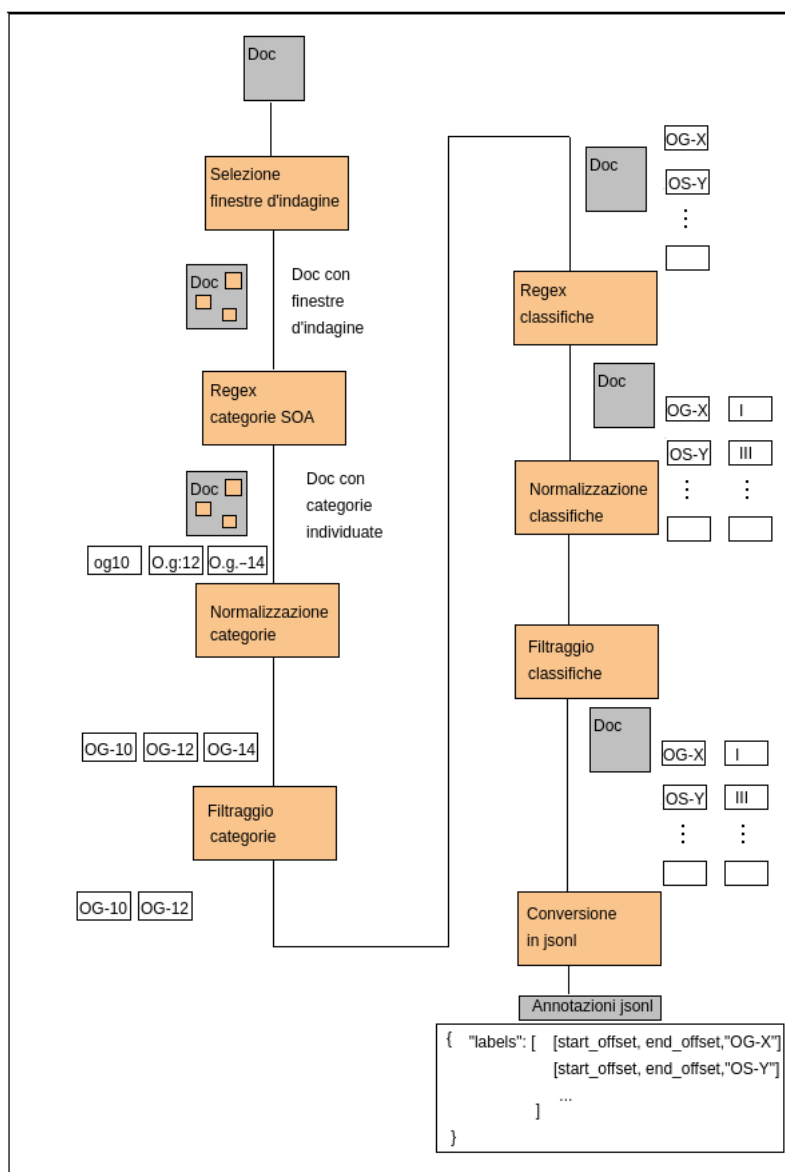 Doc
Selezione
finestre d'indagine
Doc
Doc con
finestre
d'indagine
Regex
categorie SOA
Doc
Doc con
categorie
individuate
og10 O.g:12 O.g.–14
Normalizzazione
categorie
OG-10 OG-12 OG-14
Filtraggio
categorie
OG-10 OG-12
Doc
OG-X
OS-Y
Regex
classifiche
Doc
OG-X I
OS-Y III
Normalizzazione
classifiche
Filtraggio
classifiche
Doc
OG-X I
OS-Y III
Conversione
in jsonl
Annotazioni jsonl
{ "labels": [ [start_offset, end_offset,"OG-X"]
[start_offset, end_offset,"OS-Y"]
...
]
}